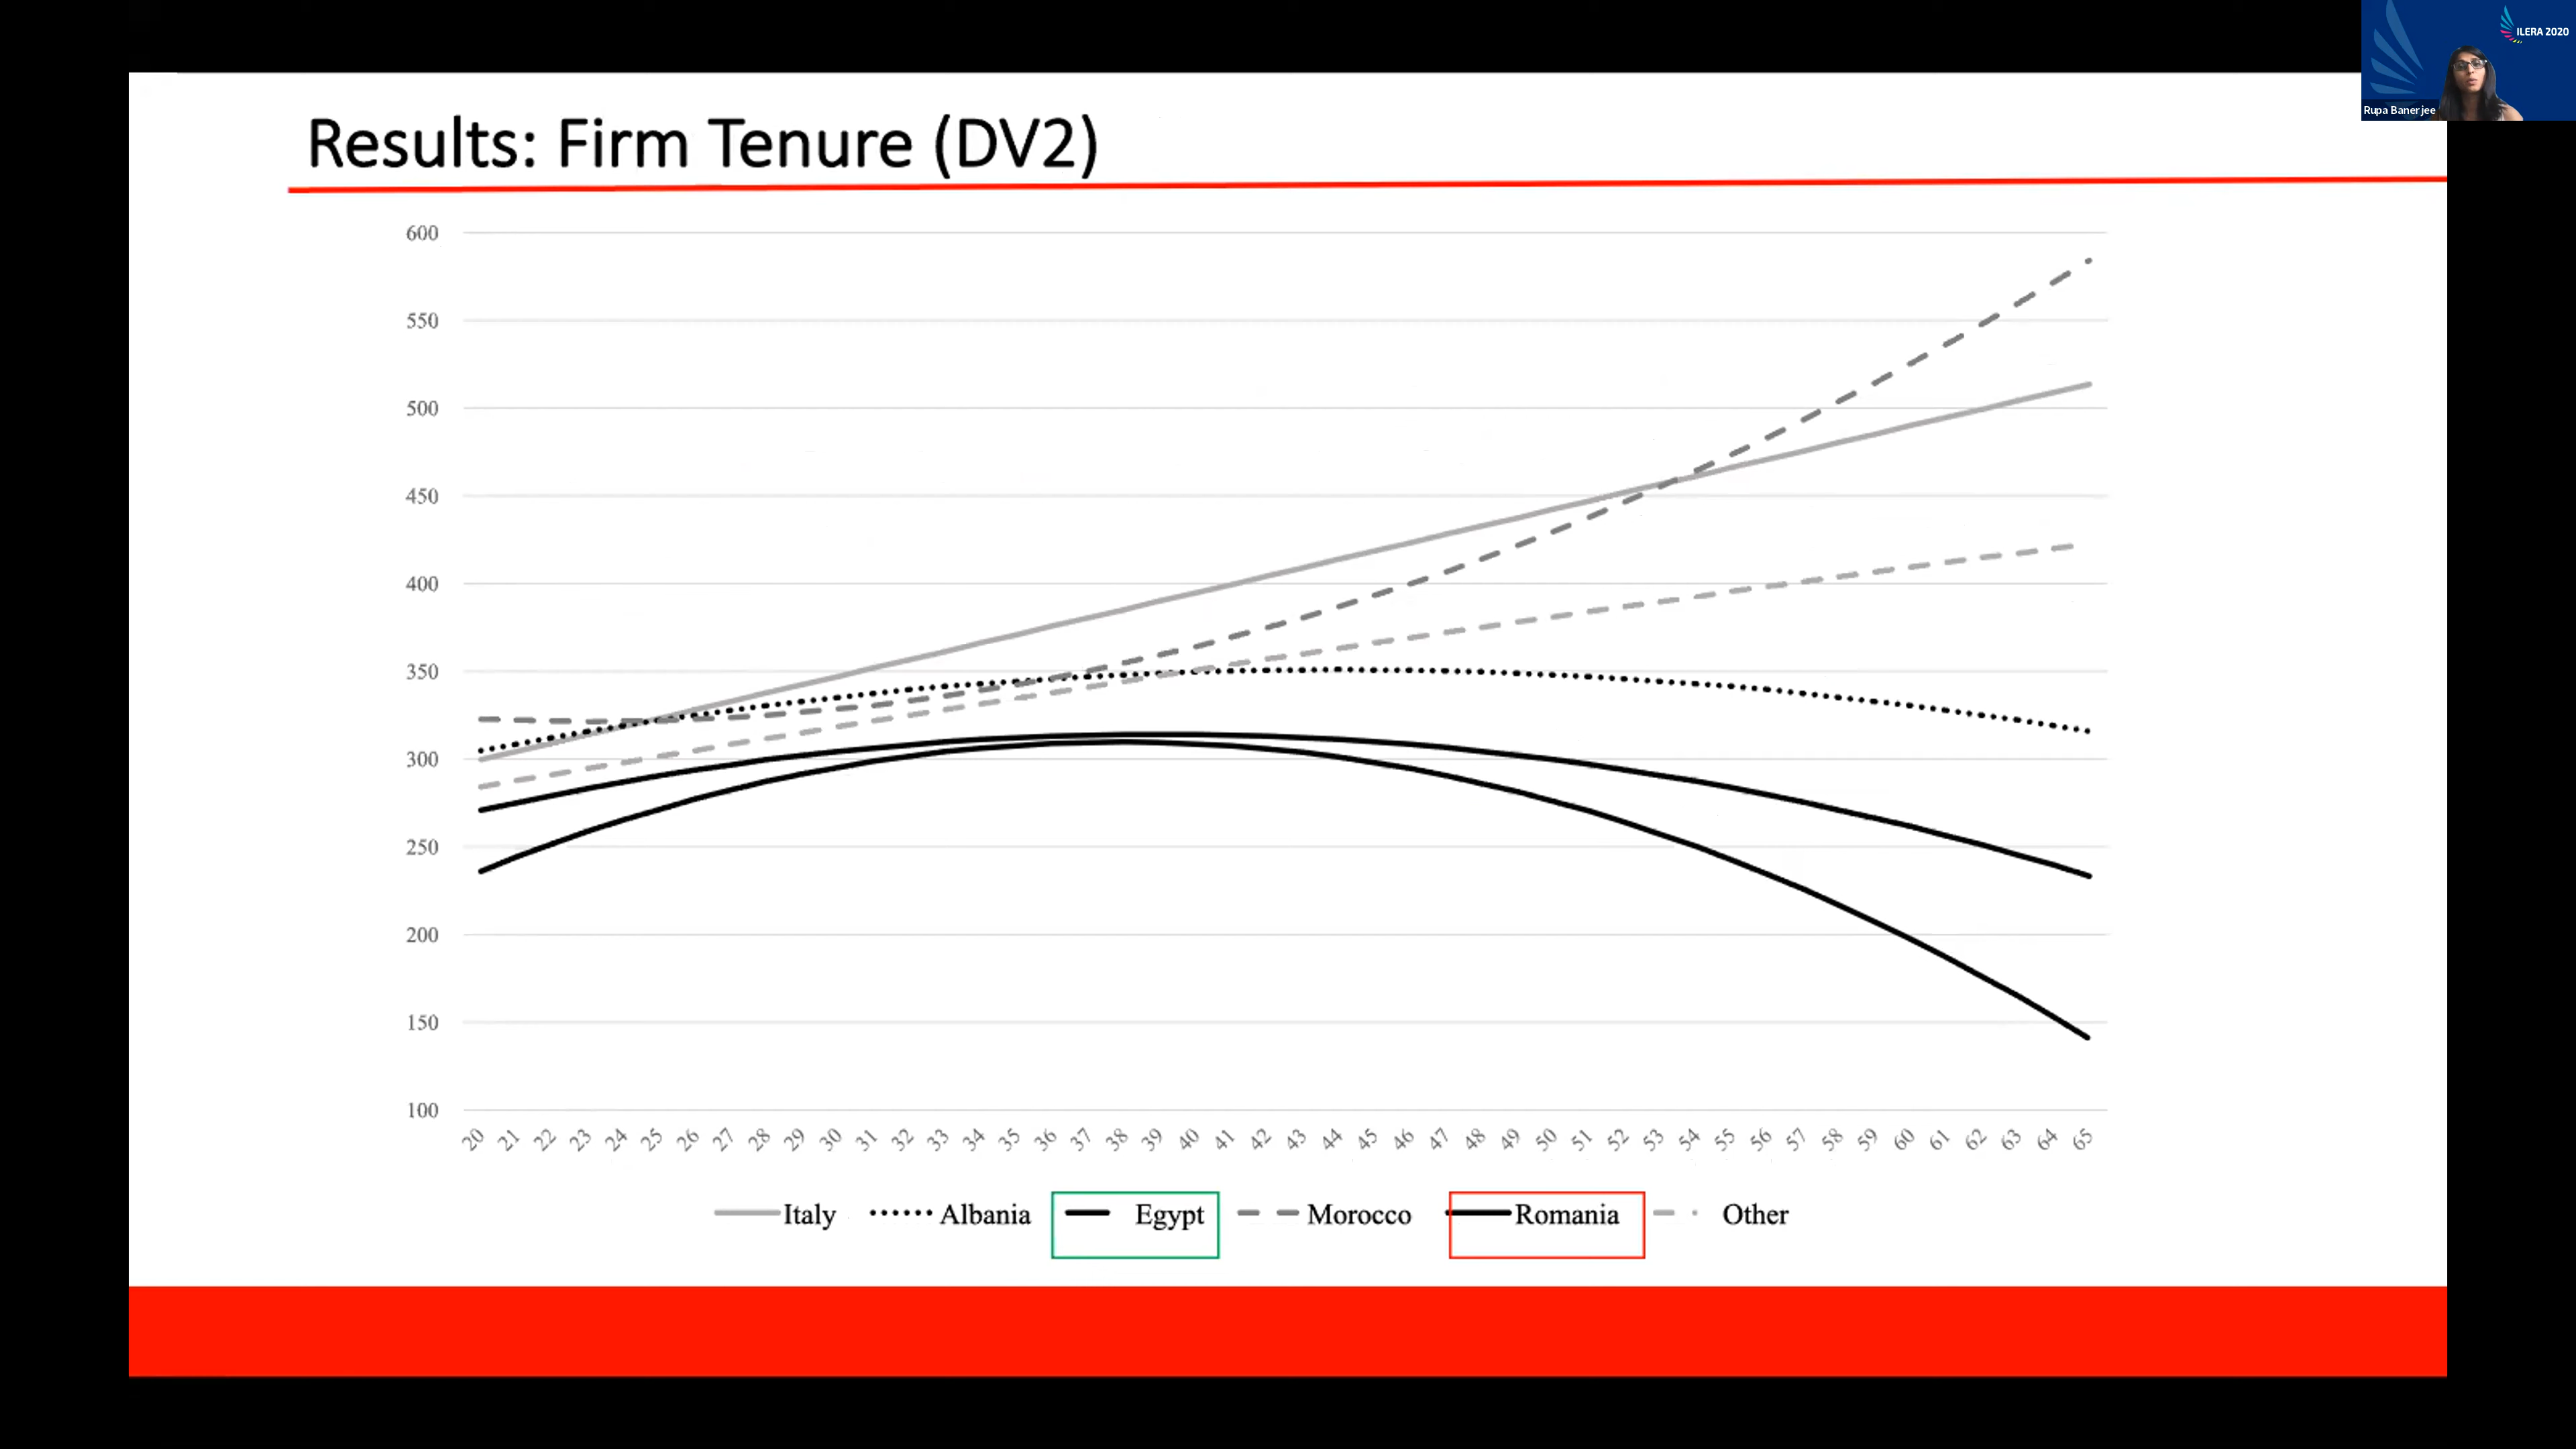 ILERA 2020
Rupa Banerjee
Results: Firm Tenure (DV2)
600
550
500
450
400
350
300
250
200
150
100
20 21 22 23 24 25 26 27 28 29 30 31 32 33 34 35 36 37 38 39 40 41 42 43 44 45 46 47 48 49 50 51 52 53 54 55 56 57 58 59 60 61 62 63 64 65
Italy Albania Egypt Morocco Romania Other